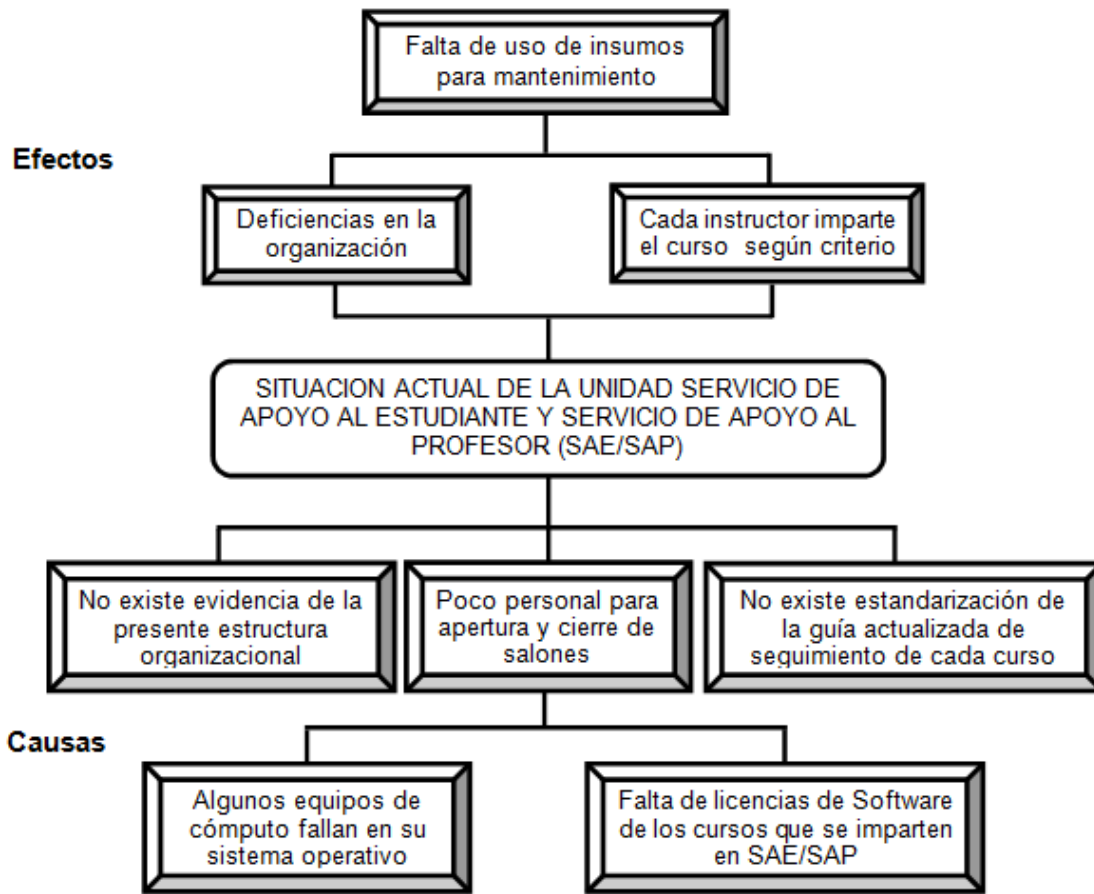 Falta de uso de insumos
para mantenimiento
Efectos
Deficiencias en la
organización
Cada instructor imparte
el curso según criterio
SITUACION ACTUAL DE LA UNIDAD SERVICIO DE
APOYO AL ESTUDIANTE Y SERVICIO DE APOYO AL
PROFESOR (SAE/SAP)
No existe evidencia de la
presente estructura
organizacional
Poco personal para
apertura y cierre de
salones
No existe estandarización de
la guía actualizada de
seguimiento de cada curso
Causas
Algunos equipos de
cómputo fallan en su
sistema operativo
Falta de licencias de Software
de los cursos que se imparten
en SAE/SAP